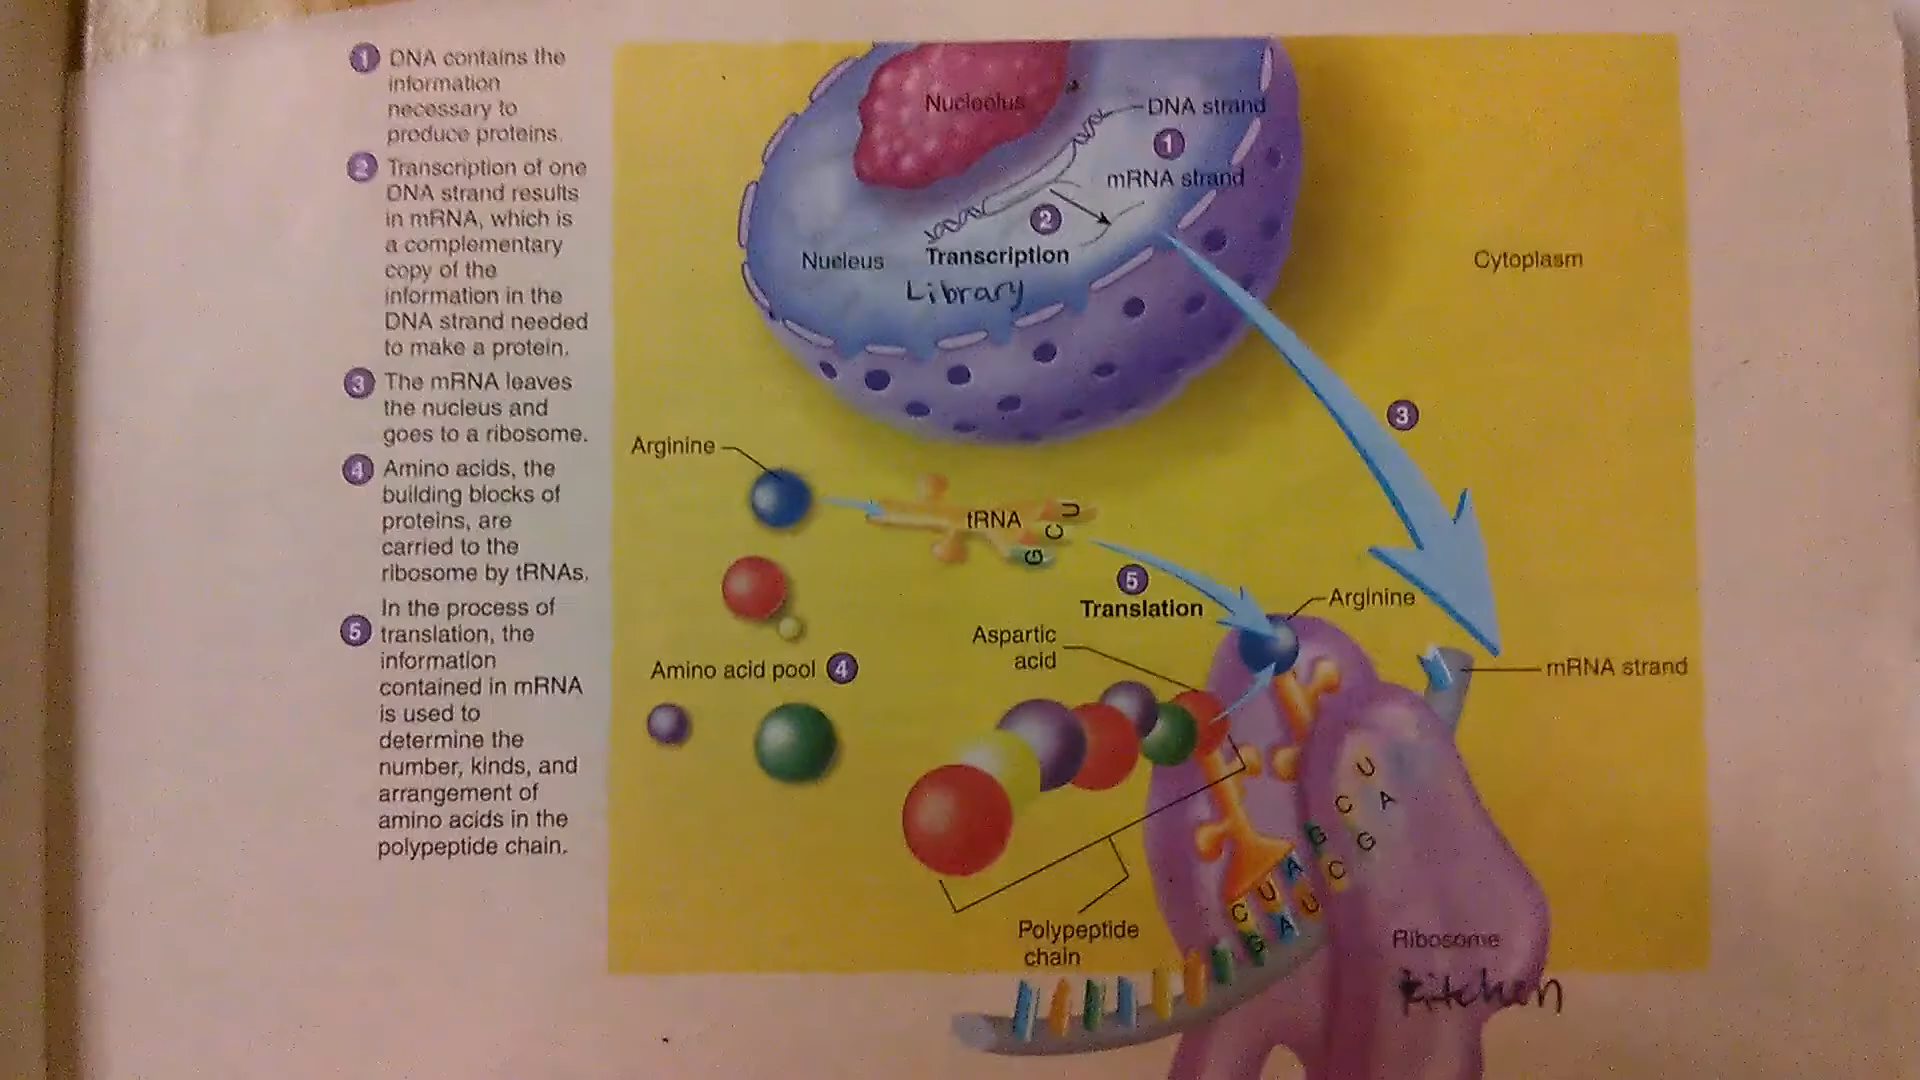 1 DNA contains the
information
necessary to
produce proteins.
2 Transcription of one
DNA strand results
in mRNA, which is
a complementary
copy of the
information in the
DNA strand needed
to make a protein.
3 The mRNA leaves
the nucleus and
goes to a ribosome.
4 Amino acids, the
building blocks of
proteins, are
carried to the
ribosome by tRNAs.
5 In the process of
translation, the
information
contained in mRNA
is used to
determine the
number, kinds, and
arrangement of
amino acids in the
polypeptide chain.
Nucleolus
DNA strand
1
mRNA strand
2
Nucleus
Transcription
Library
Cytoplasm
3
Arginine
tRNA
G C U
5
Translation
Arginine
Aspartic
acid
mRNA strand
Amino acid pool 4
C U A G C U
G A U C G A
Polypeptide
chain
Ribosome
kitchen